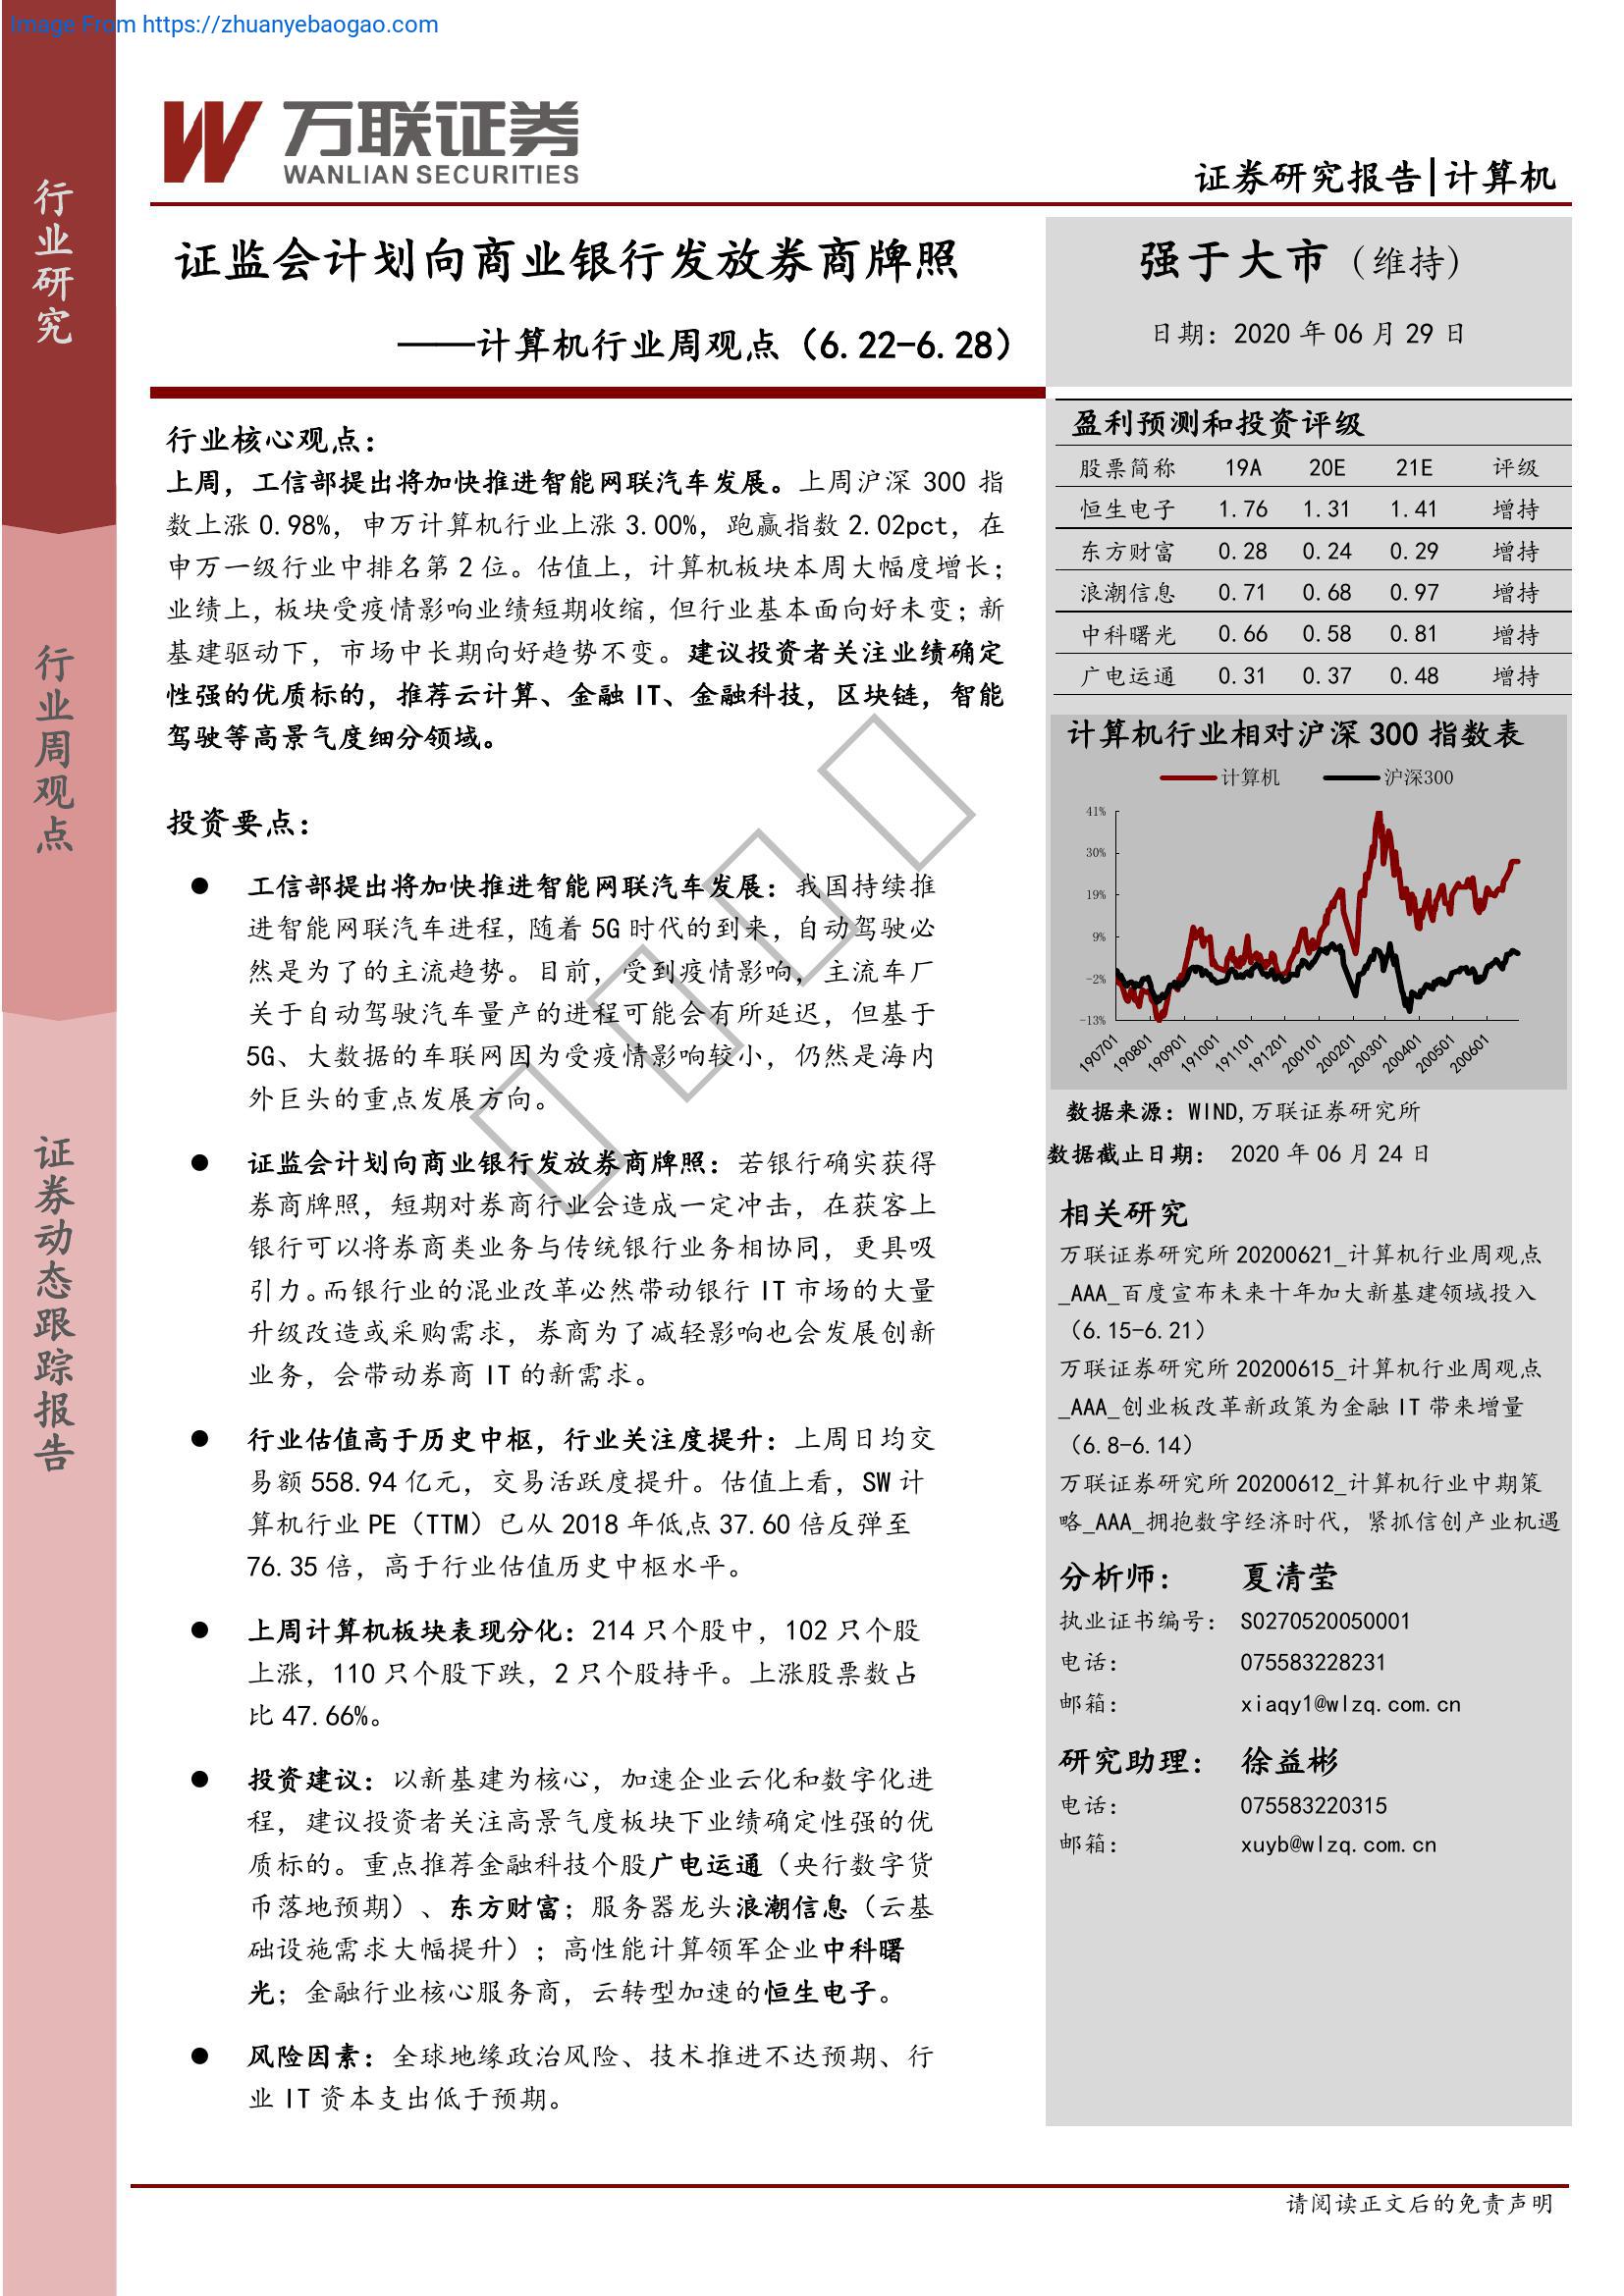 Image From https://zhuanyebaogao.com
万联证券
WANLIAN SECURITIES
证券研究报告|计算机
行业研究
行业周观点
证券动态跟踪报告
证监会计划向商业银行发放券商牌照
——计算机行业周观点（6.22-6.28）
强于大市（维持）
日期：2020 年 06 月 29 日
行业核心观点：
上周，工信部提出将加快推进智能网联汽车发展。上周沪深 300 指
数上涨 0.98%，申万计算机行业上涨 3.00%，跑赢指数 2.02pct，在
申万一级行业中排名第 2 位。估值上，计算机板块本周大幅度增长；
业绩上，板块受疫情影响业绩短期收缩，但行业基本面向好未变；新
基建驱动下，市场中长期向好趋势不变。建议投资者关注业绩确定
性强的优质标的，推荐云计算、金融 IT、金融科技，区块链，智能
驾驶等高景气度细分领域。
投资要点：
● 工信部提出将加快推进智能网联汽车发展：我国持续推
进智能网联汽车进程，随着 5G 时代的到来，自动驾驶必
然是为了的主流趋势。目前，受到疫情影响，主流车厂
关于自动驾驶汽车量产的进程可能会有所延迟，但基于
5G、大数据的车联网因为受疫情影响较小，仍然是海内
外巨头的重点发展方向。
● 证监会计划向商业银行发放券商牌照：若银行确实获得
券商牌照，短期对券商行业会造成一定冲击，在获客上
银行可以将券商类业务与传统银行业务相协同，更具吸
引力。而银行业的混业改革必然带动银行 IT 市场的大量
升级改造或采购需求，券商为了减轻影响也会发展创新
业务，会带动券商 IT 的新需求。
● 行业估值高于历史中枢，行业关注度提升：上周日均交
易额 558.94 亿元，交易活跃度提升。估值上看，SW 计
算机行业 PE（TTM）已从 2018 年低点 37.60 倍反弹至
76.35 倍，高于行业估值历史中枢水平。
● 上周计算机板块表现分化：214 只个股中，102 只个股
上涨，110 只个股下跌，2 只个股持平。上涨股票数占
比 47.66%。
● 投资建议：以新基建为核心，加速企业云化和数字化进
程，建议投资者关注高景气度板块下业绩确定性强的优
质标的。重点推荐金融科技个股广电运通（央行数字货
币落地预期）、东方财富；服务器龙头浪潮信息（云基
础设施需求大幅提升）；高性能计算领军企业中科曙
光；金融行业核心服务商，云转型加速的恒生电子。
● 风险因素：全球地缘政治风险、技术推进不达预期、行
业 IT 资本支出低于预期。
盈利预测和投资评级
股票简称 19A 20E 21E 评级
恒生电子 1.76 1.31 1.41 增持
东方财富 0.28 0.24 0.29 增持
浪潮信息 0.71 0.68 0.97 增持
中科曙光 0.66 0.58 0.81 增持
广电运通 0.31 0.37 0.48 增持
计算机行业相对沪深 300 指数表
计算机 沪深300
41%
30%
19%
9%
-2%
-13%
190701 190801 190901 191001 191101 191201 200101 200201 200301 200401 200501 200601
数据来源：WIND,万联证券研究所
数据截止日期： 2020 年 06 月 24 日
相关研究
万联证券研究所 20200621_计算机行业周观点
_AAA_百度宣布未来十年加大新基建领域投入
（6.15-6.21）
万联证券研究所 20200615_计算机行业周观点
_AAA_创业板改革新政策为金融 IT 带来增量
（6.8-6.14）
万联证券研究所 20200612_计算机行业中期策
略_AAA_拥抱数字经济时代，紧抓信创产业机遇
分析师： 夏清莹
执业证书编号： S0270520050001
电话： 075583228231
邮箱： xiaqy1@wlzq.com.cn
研究助理： 徐益彬
电话： 075583220315
邮箱： xuyb@wlzq.com.cn
请阅读正文后的免责声明